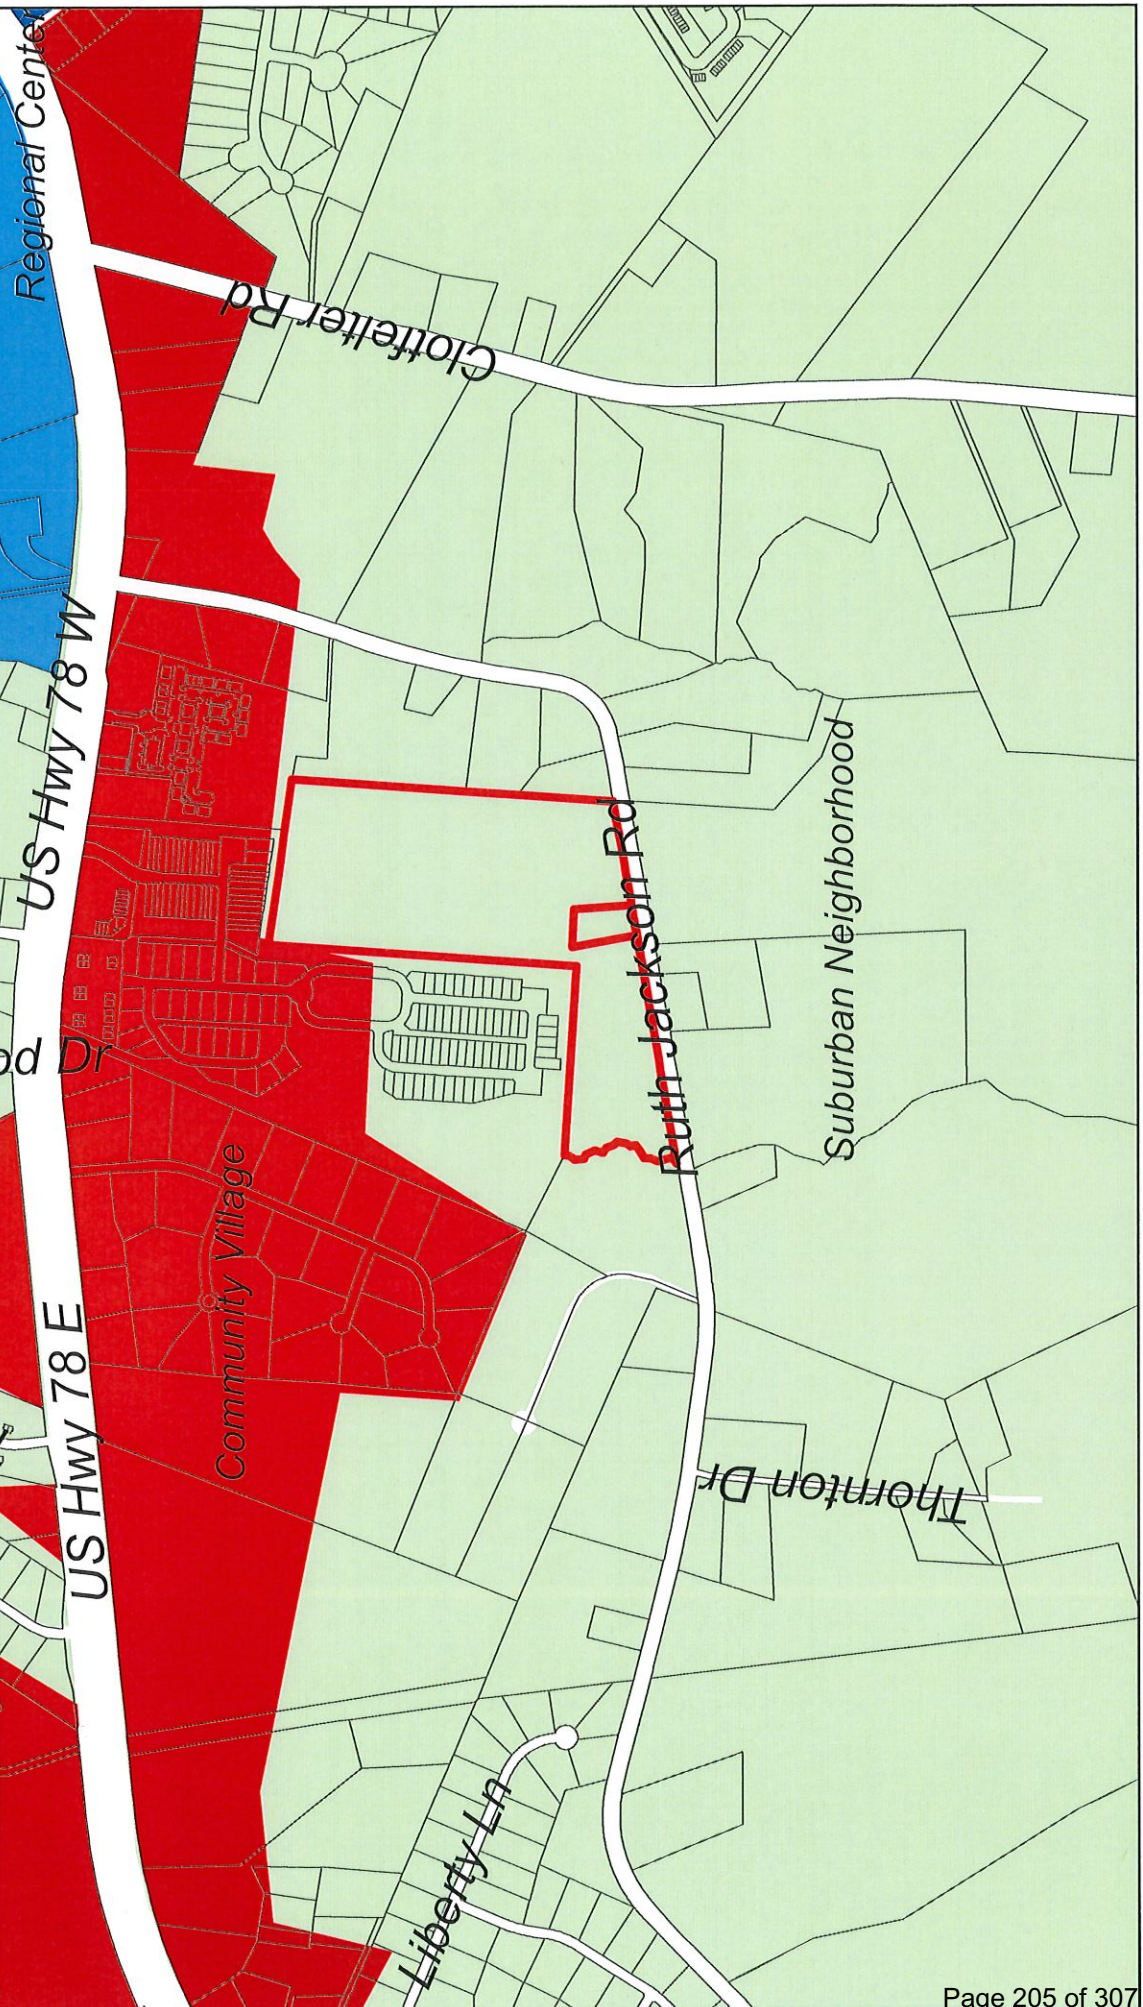 Regional Center
Clotfelter Rd
US Hwy 78 W
Ruth Jackson Rd
Suburban Neighborhood
od Dr
Community Village
US Hwy 78 E
Thornton Dr
Liberty Ln
Page 205 of 307